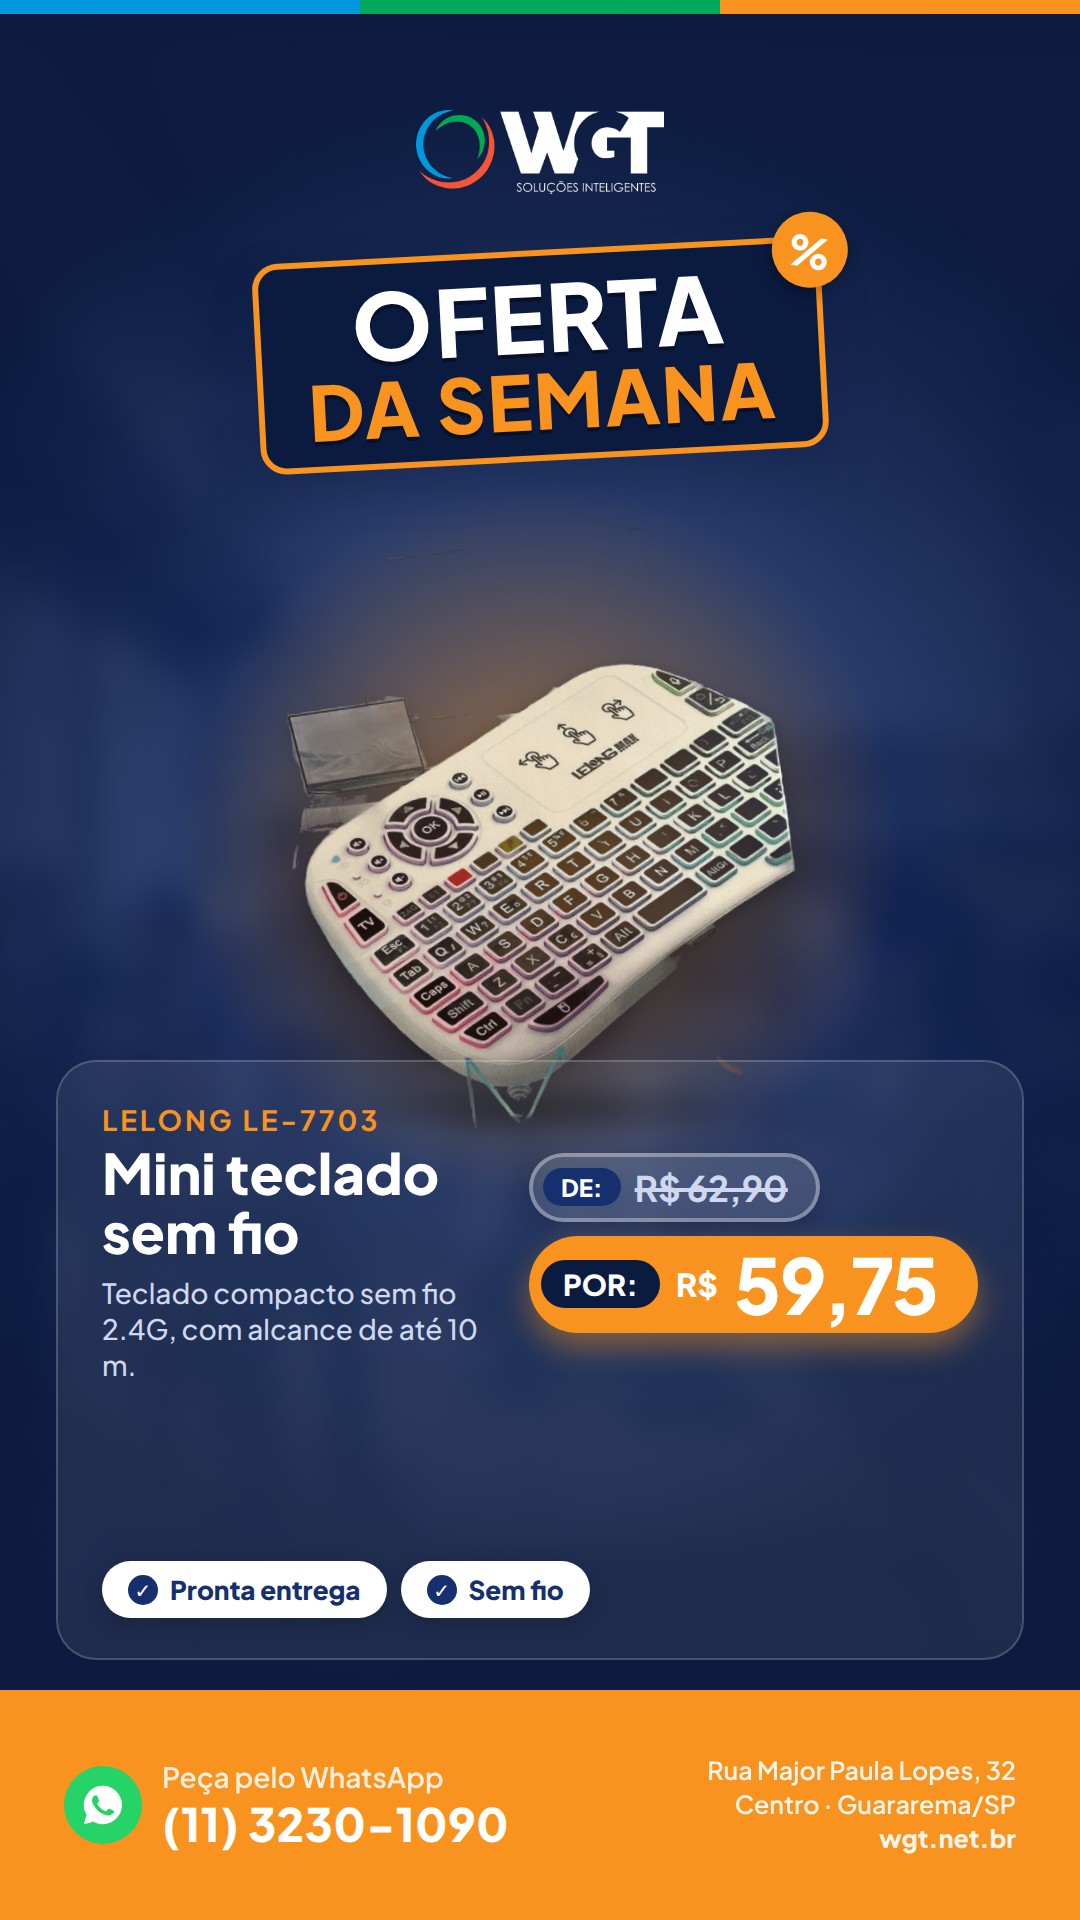 WGT
SOLUÇÕES INTELIGENTES
%
OFERTA
DA SEMANA
LELONG
OK
TV
Esc
Tab
Caps
Shift
Ctrl
Fn
Alt
AltGr
Q W E R T Y U I O P
A S D F G H J K L
Z X C V B N M
LELONG LE-7703
Mini teclado
sem fio
Teclado compacto sem fio
2.4G, com alcance de até 10
m.
DE: R$ 62,90
POR: R$ 59,75
✓ Pronta entrega
✓ Sem fio
Peça pelo WhatsApp
(11) 3230-1090
Rua Major Paula Lopes, 32
Centro · Guararema/SP
wgt.net.br